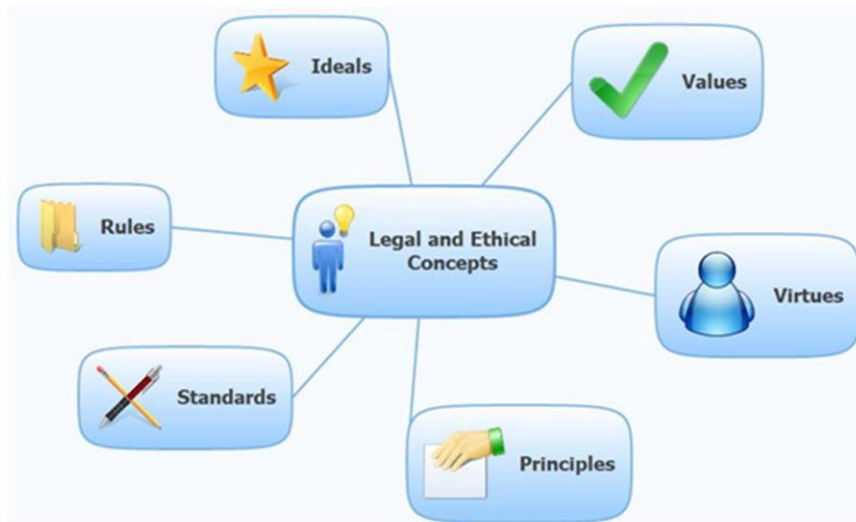 Ideals
Values
Rules
Legal and Ethical
Concepts
Virtues
Standards
Principles